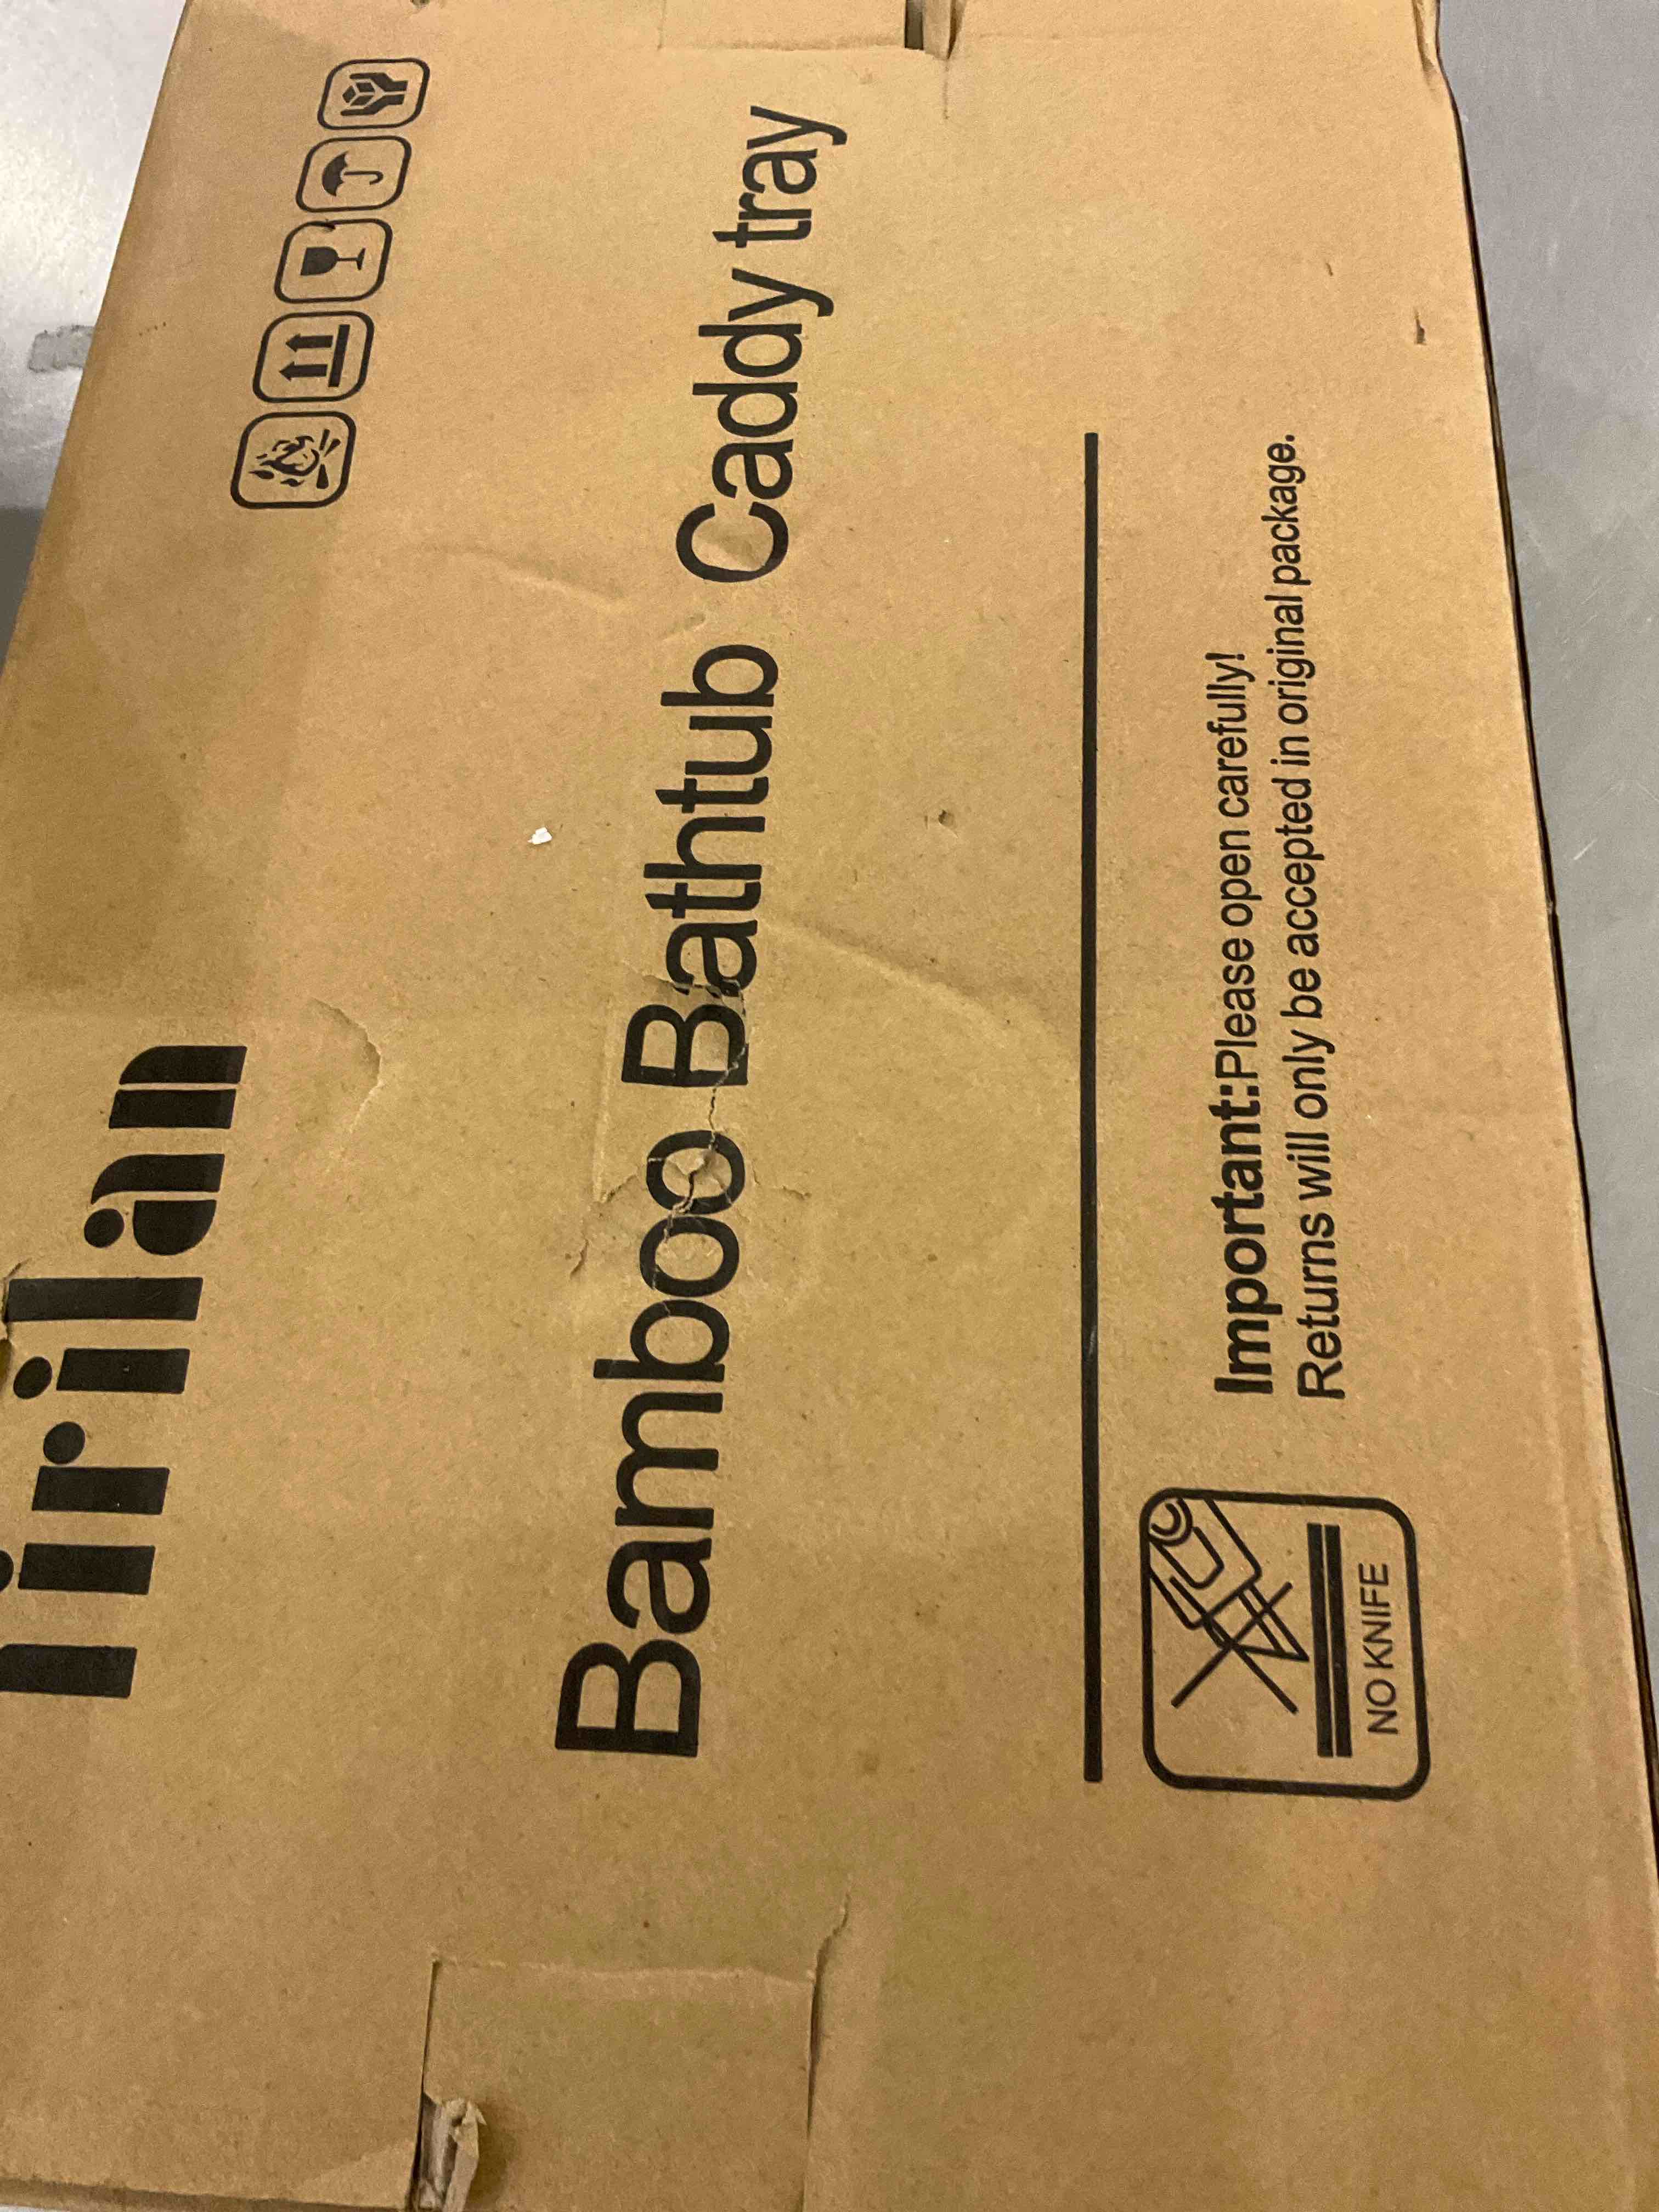 Bamboo Bathtub Caddy tray
Important:Please open carefully!
Returns will only be accepted in original package.
NO KNIFE